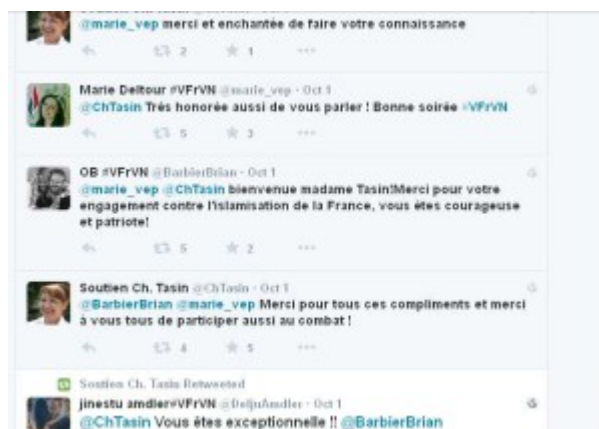 @marie_vep merci et enchantée de faire votre connaissance
2 1
Marie Deltour #VFrVN @marie_vep · Oct 1
@ChTasin Très honorée aussi de vous parler ! Bonne soirée #VFrVN
5 3
OB #VFrVN @BarbierBrian · Oct 1
@marie_vep @ChTasin bienvenue madame Tasin!Merci pour votre
engagement contre l'islamisation de la France, vous êtes courageuse
et patriote!
5 2
Soutien Ch. Tasin @ChTasin · Oct 1
@BarbierBrian @marie_vep Merci pour tous ces compliments et merci
à vous tous de participer aussi au combat !
4 5
Soutien Ch. Tasin Retweeted
jinestu amdler#VFrVN @DeljuAmdler · Oct 1
@ChTasin Vous êtes exceptionnelle !! @BarbierBrian